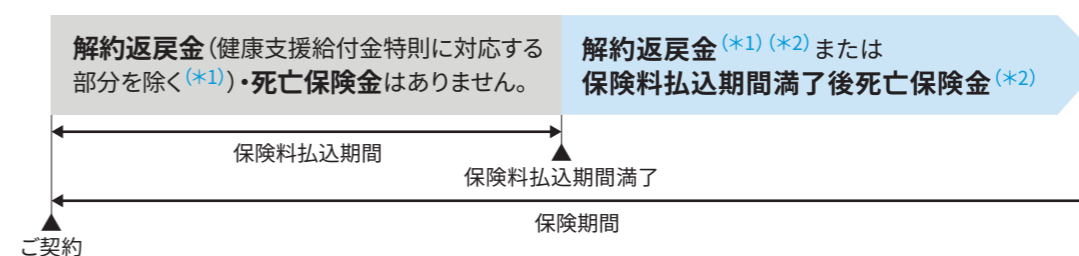 解約返戻金(健康支援給付金特則に対応する
部分を除く(*1))・死亡保険金はありません。
解約返戻金(*1)(*2)または
保険料払込期間満了後死亡保険金(*2)
保険料払込期間
保険料払込期間満了
保険期間
ご契約